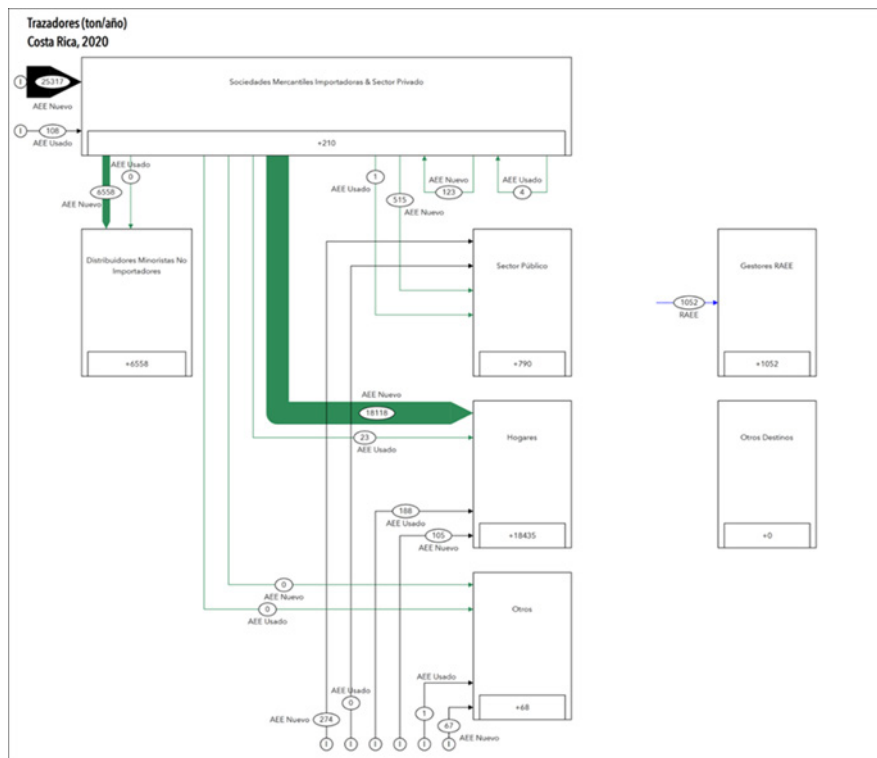 Trazadores (ton/año)
Costa Rica, 2020
I
25317
AEE Nuevo
Sociedades Mercantiles Importadoras & Sector Privado
I
108
AEE Usado
+210
AEE Usado
0
6558
AEE Nuevo
1
AEE Usado
515
AEE Nuevo
AEE Nuevo
123
AEE Usado
4
Distribuidores Minoristas No
Importadores
+6558
Sector Público
+790
Gestores RAEE
1052
RAEE
+1052
AEE Nuevo
18118
23
AEE Usado
Hogares
188
AEE Usado
105
AEE Nuevo
+18435
Otros Destinos
+0
0
AEE Nuevo
0
AEE Usado
Otros
AEE Usado
AEE Usado
0
1
+68
AEE Nuevo
274
67
AEE Nuevo
I
I
I
I
I
I